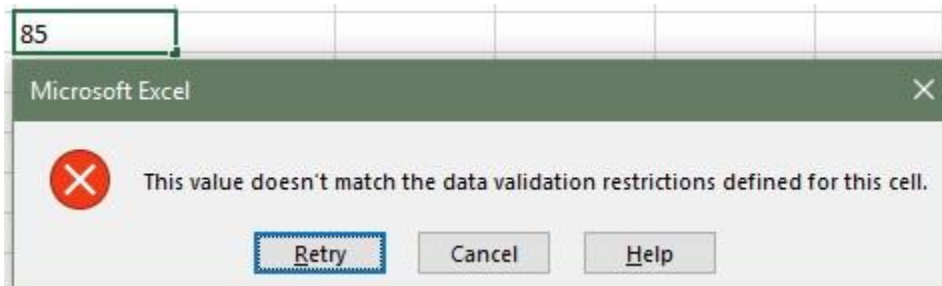 85
Microsoft Excel
This value doesn't match the data validation restrictions defined for this cell.
Retry Cancel Help